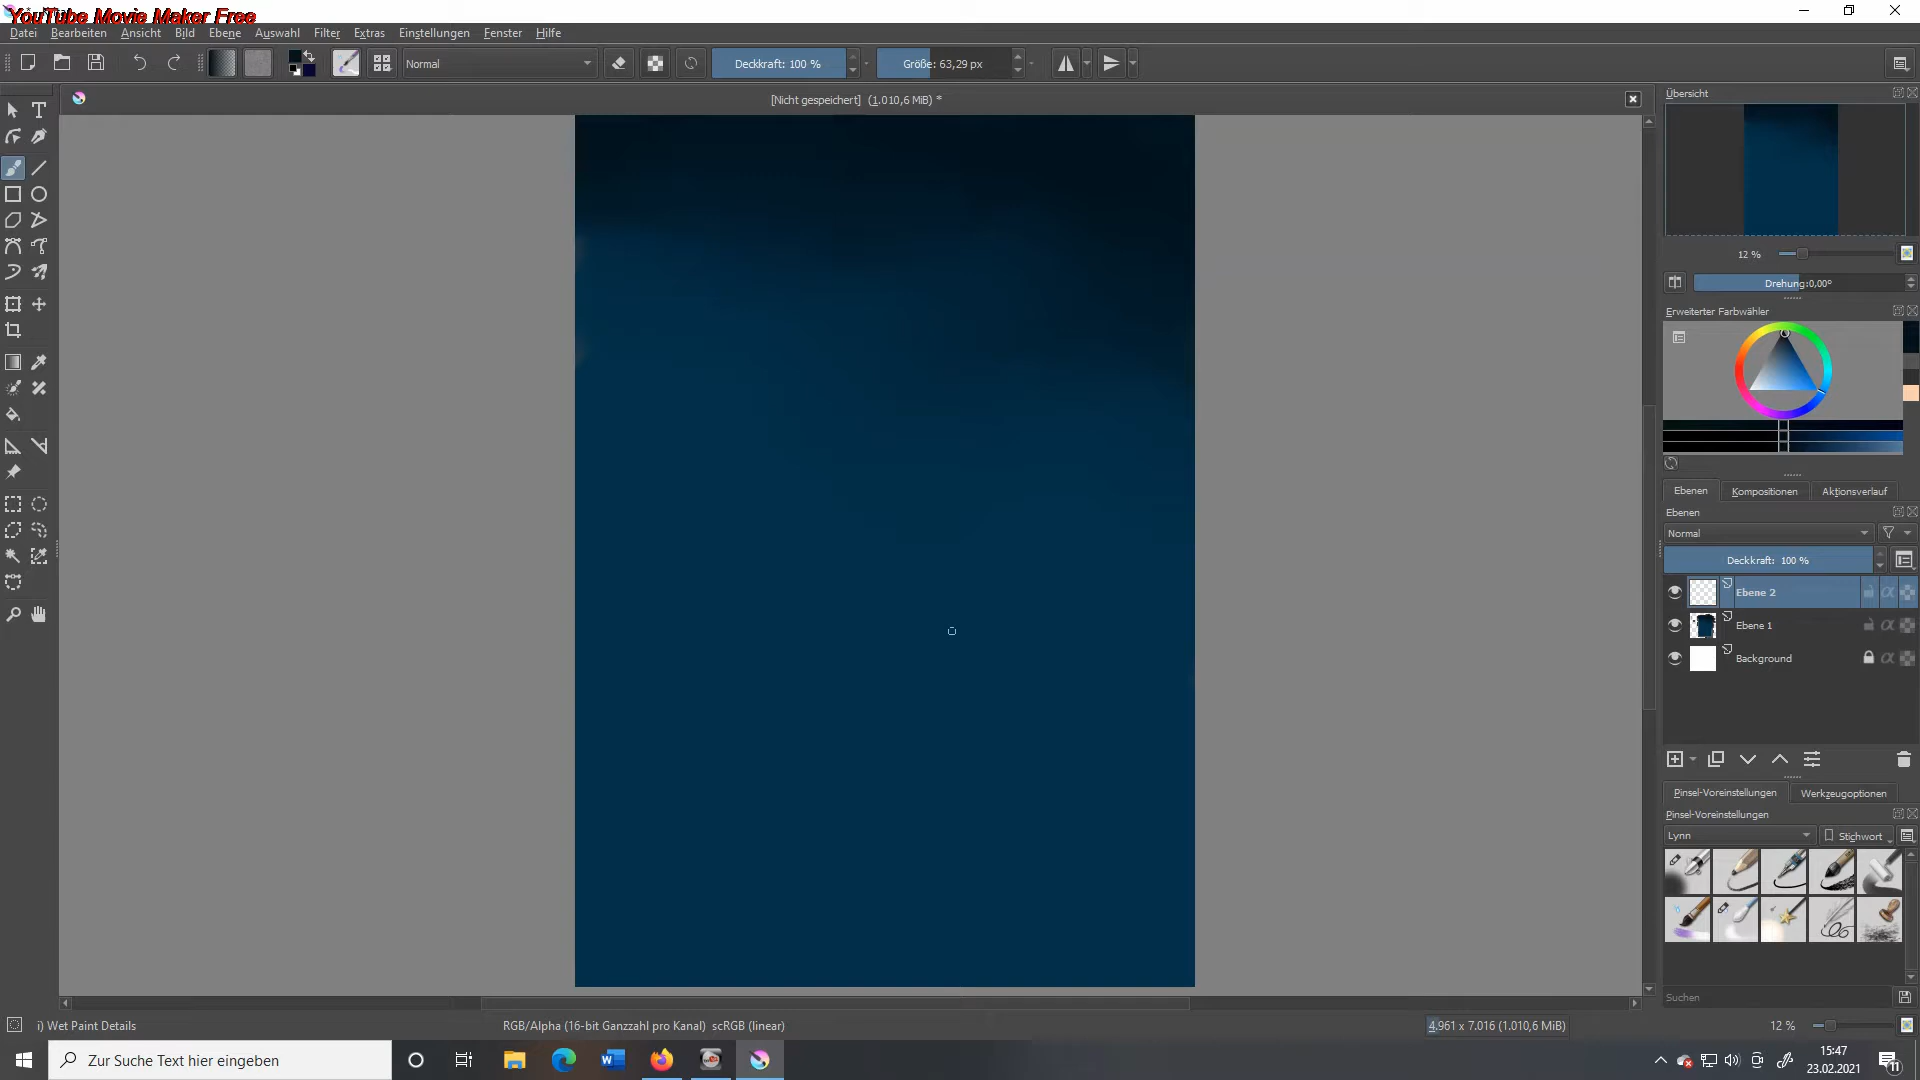 YouTube Movie Maker Free
Datei Bearbeiten Ansicht Bild Ebene Auswahl Filter Extras Einstellungen Fenster Hilfe
Normal Deckkraft: 100 % Größe: 63,29 px
[Nicht gespeichert] (1.010,6 MiB) *
Übersicht
12 %
Drehung:0,00°
Erweiterter Farbwähler
Ebenen Kompositionen Aktionsverlauf
Ebenen
Normal
Deckkraft: 100 %
Ebene 2
Ebene 1
Background
Pinsel-Voreinstellungen Werkzeugoptionen
Pinsel-Voreinstellungen
Lynn Stichwort
Suchen
i) Wet Paint Details RGB/Alpha (16-bit Ganzzahl pro Kanal) scRGB (linear) 4.961 x 7.016 (1.010,6 MiB) 12 %
Zur Suche Text hier eingeben
15:47
23.02.2021
11